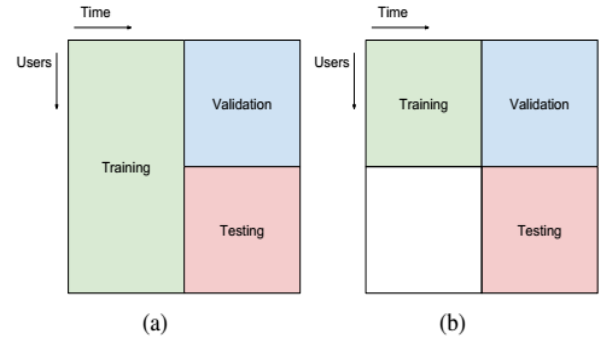 Time
Users
Training
Validation
Testing
(a)
Time
Users
Training
Validation
Testing
(b)